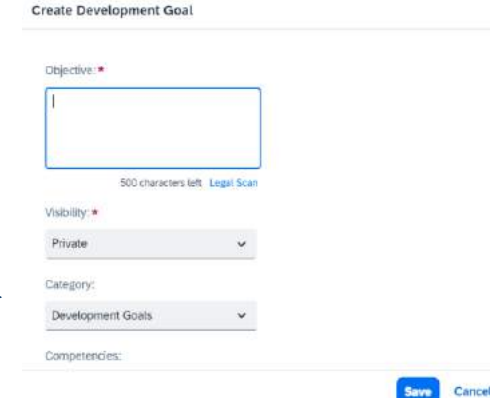 Create Development Goal
Objective:*
500 characters left Legal Scan
Visibility:*
Private
Category:
Development Goals
Competencies:
Save Cancel